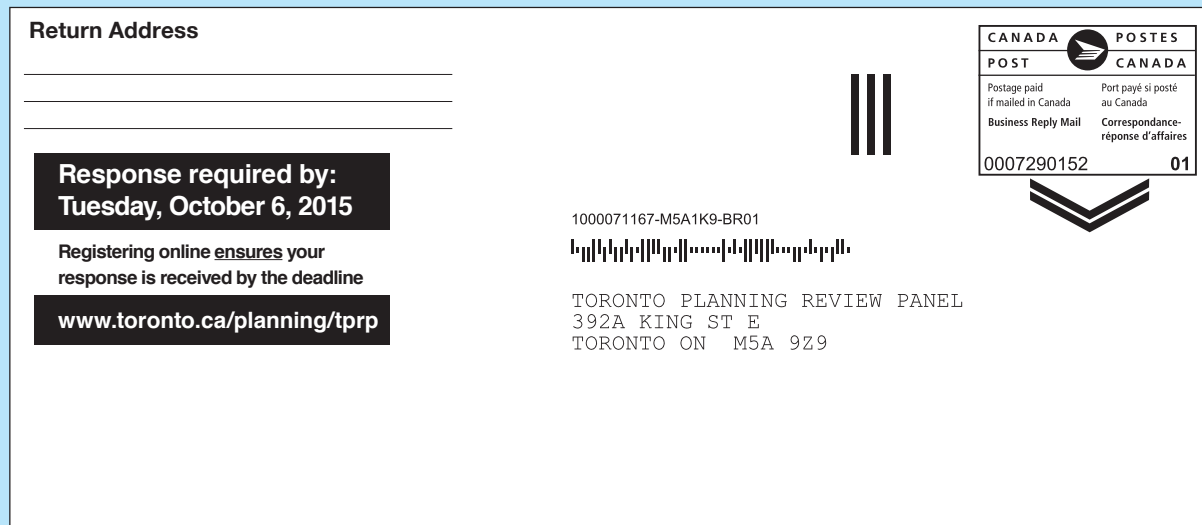 Return Address
Response required by:
Tuesday, October 6, 2015
Registering online ensures your
response is received by the deadline
www.toronto.ca/planning/tprp
CANADA POSTES
POST CANADA
Postage paid
if mailed in Canada
Business Reply Mail
Port payé si posté
au Canada
Correspondance-
réponse d'affaires
0007290152 01
1000071167-M5A1K9-BR01
TORONTO PLANNING REVIEW PANEL
392A KING ST E
TORONTO ON M5A 9Z9